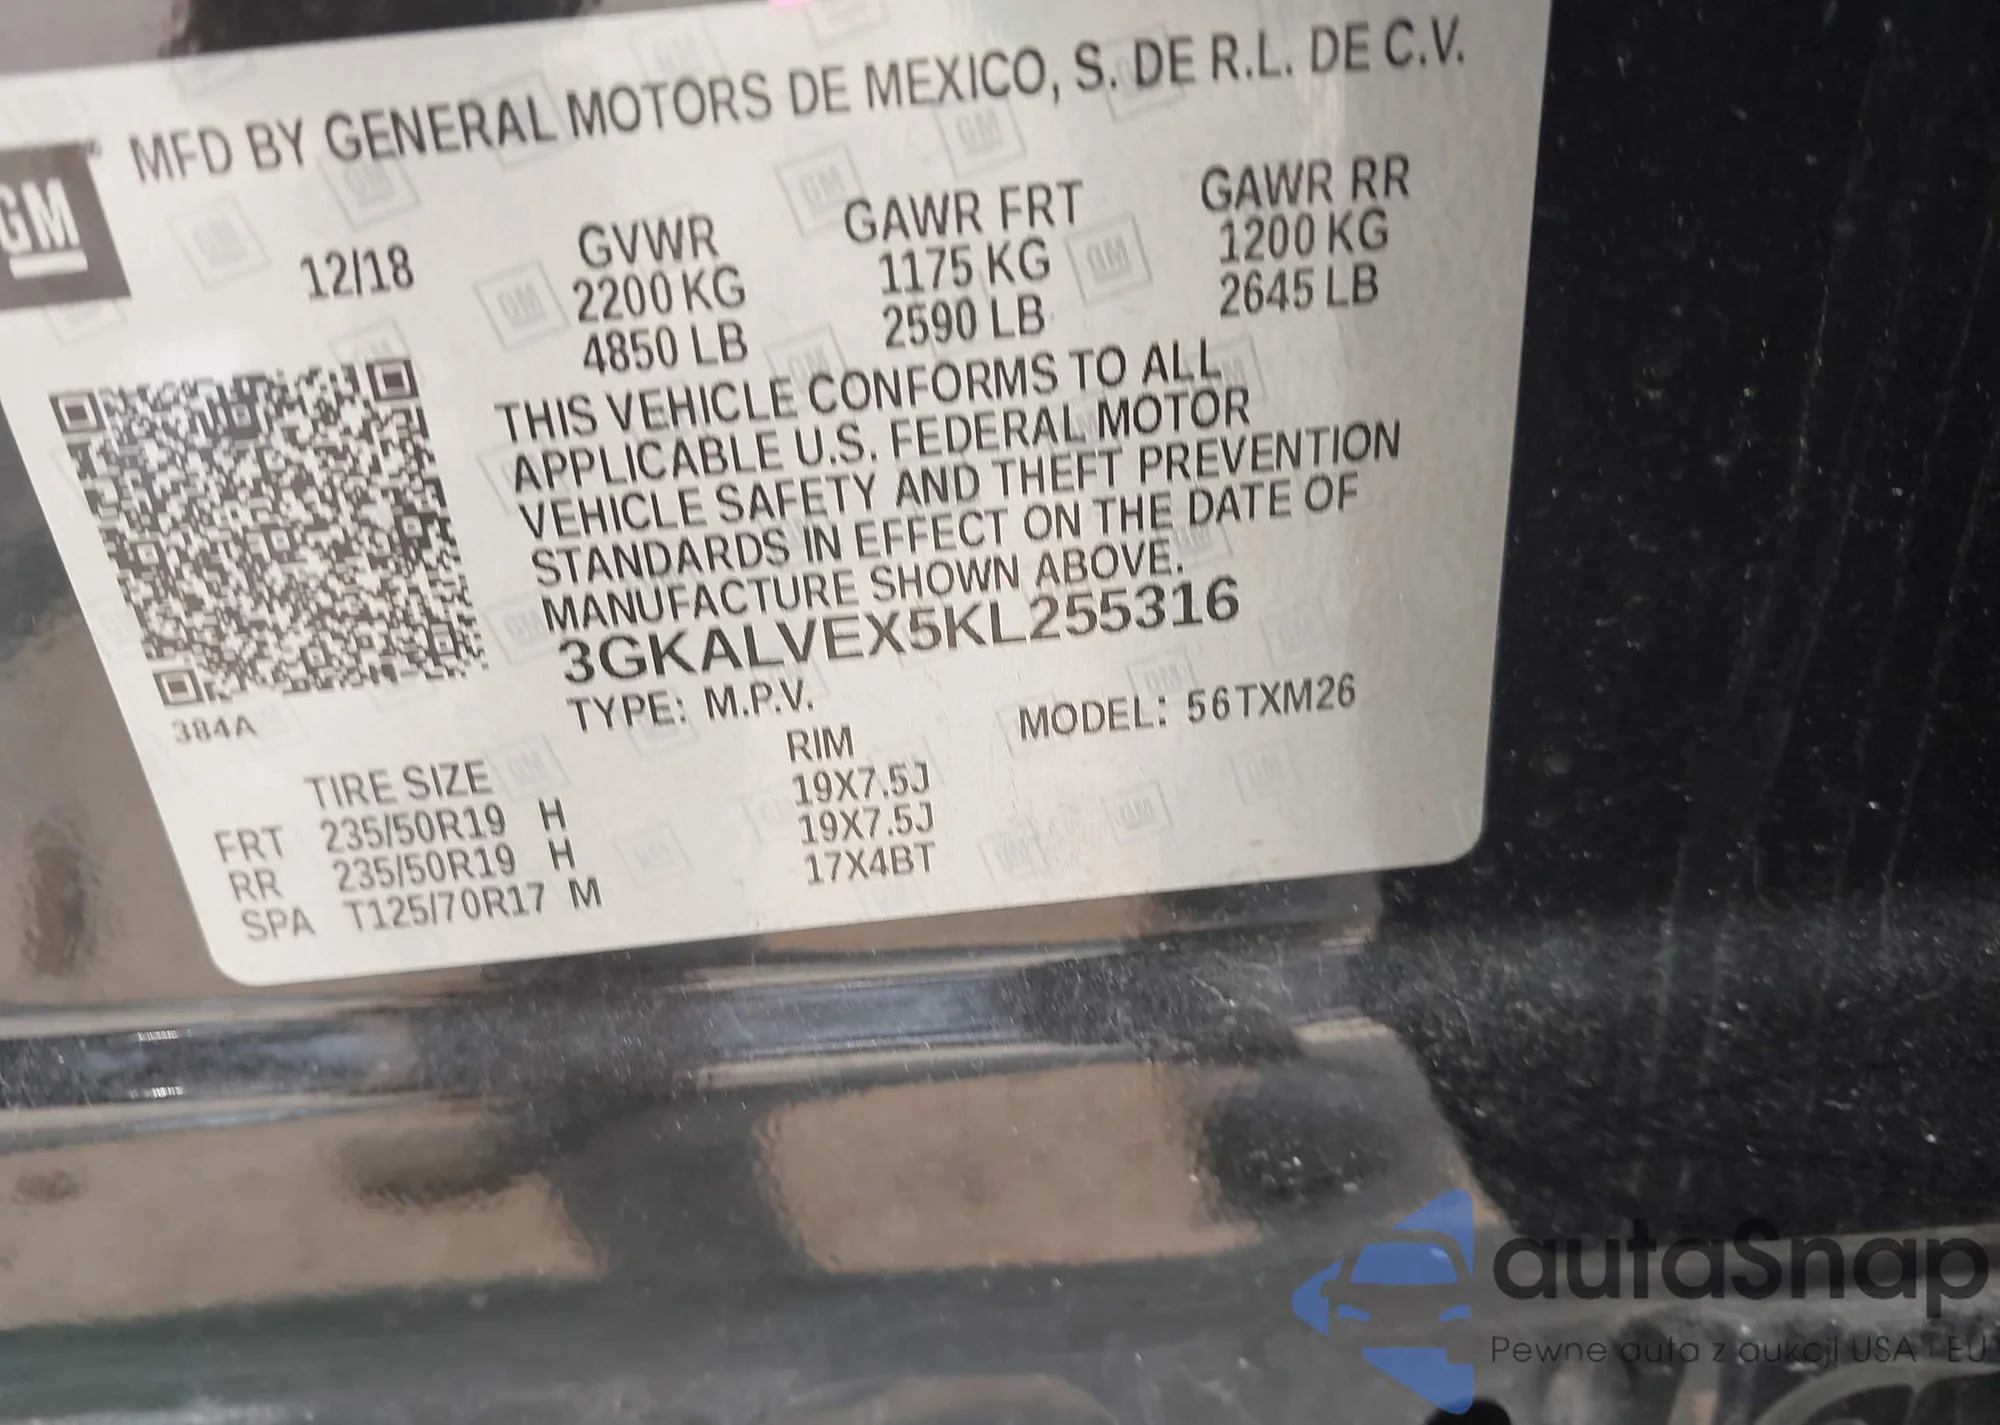 MFD BY GENERAL MOTORS DE MEXICO, S. DE R.L. DE C.V.
GM
12/18 GVWR GAWR FRT GAWR RR
2200 KG 1175 KG 1200 KG
4850 LB 2590 LB 2645 LB
THIS VEHICLE CONFORMS TO ALL
APPLICABLE U.S. FEDERAL MOTOR
VEHICLE SAFETY AND THEFT PREVENTION
STANDARDS IN EFFECT ON THE DATE OF
MANUFACTURE SHOWN ABOVE.
3GKALVEX5KL255316
384A
TYPE: M.P.V. MODEL: 56TXM26
TIRE SIZE RIM
FRT 235/50R19 H 19X7.5J
RR 235/50R19 H 19X7.5J
SPA T125/70R17 M 17X4BT
autoSnap
Pewne auta z aukcji USA i EU